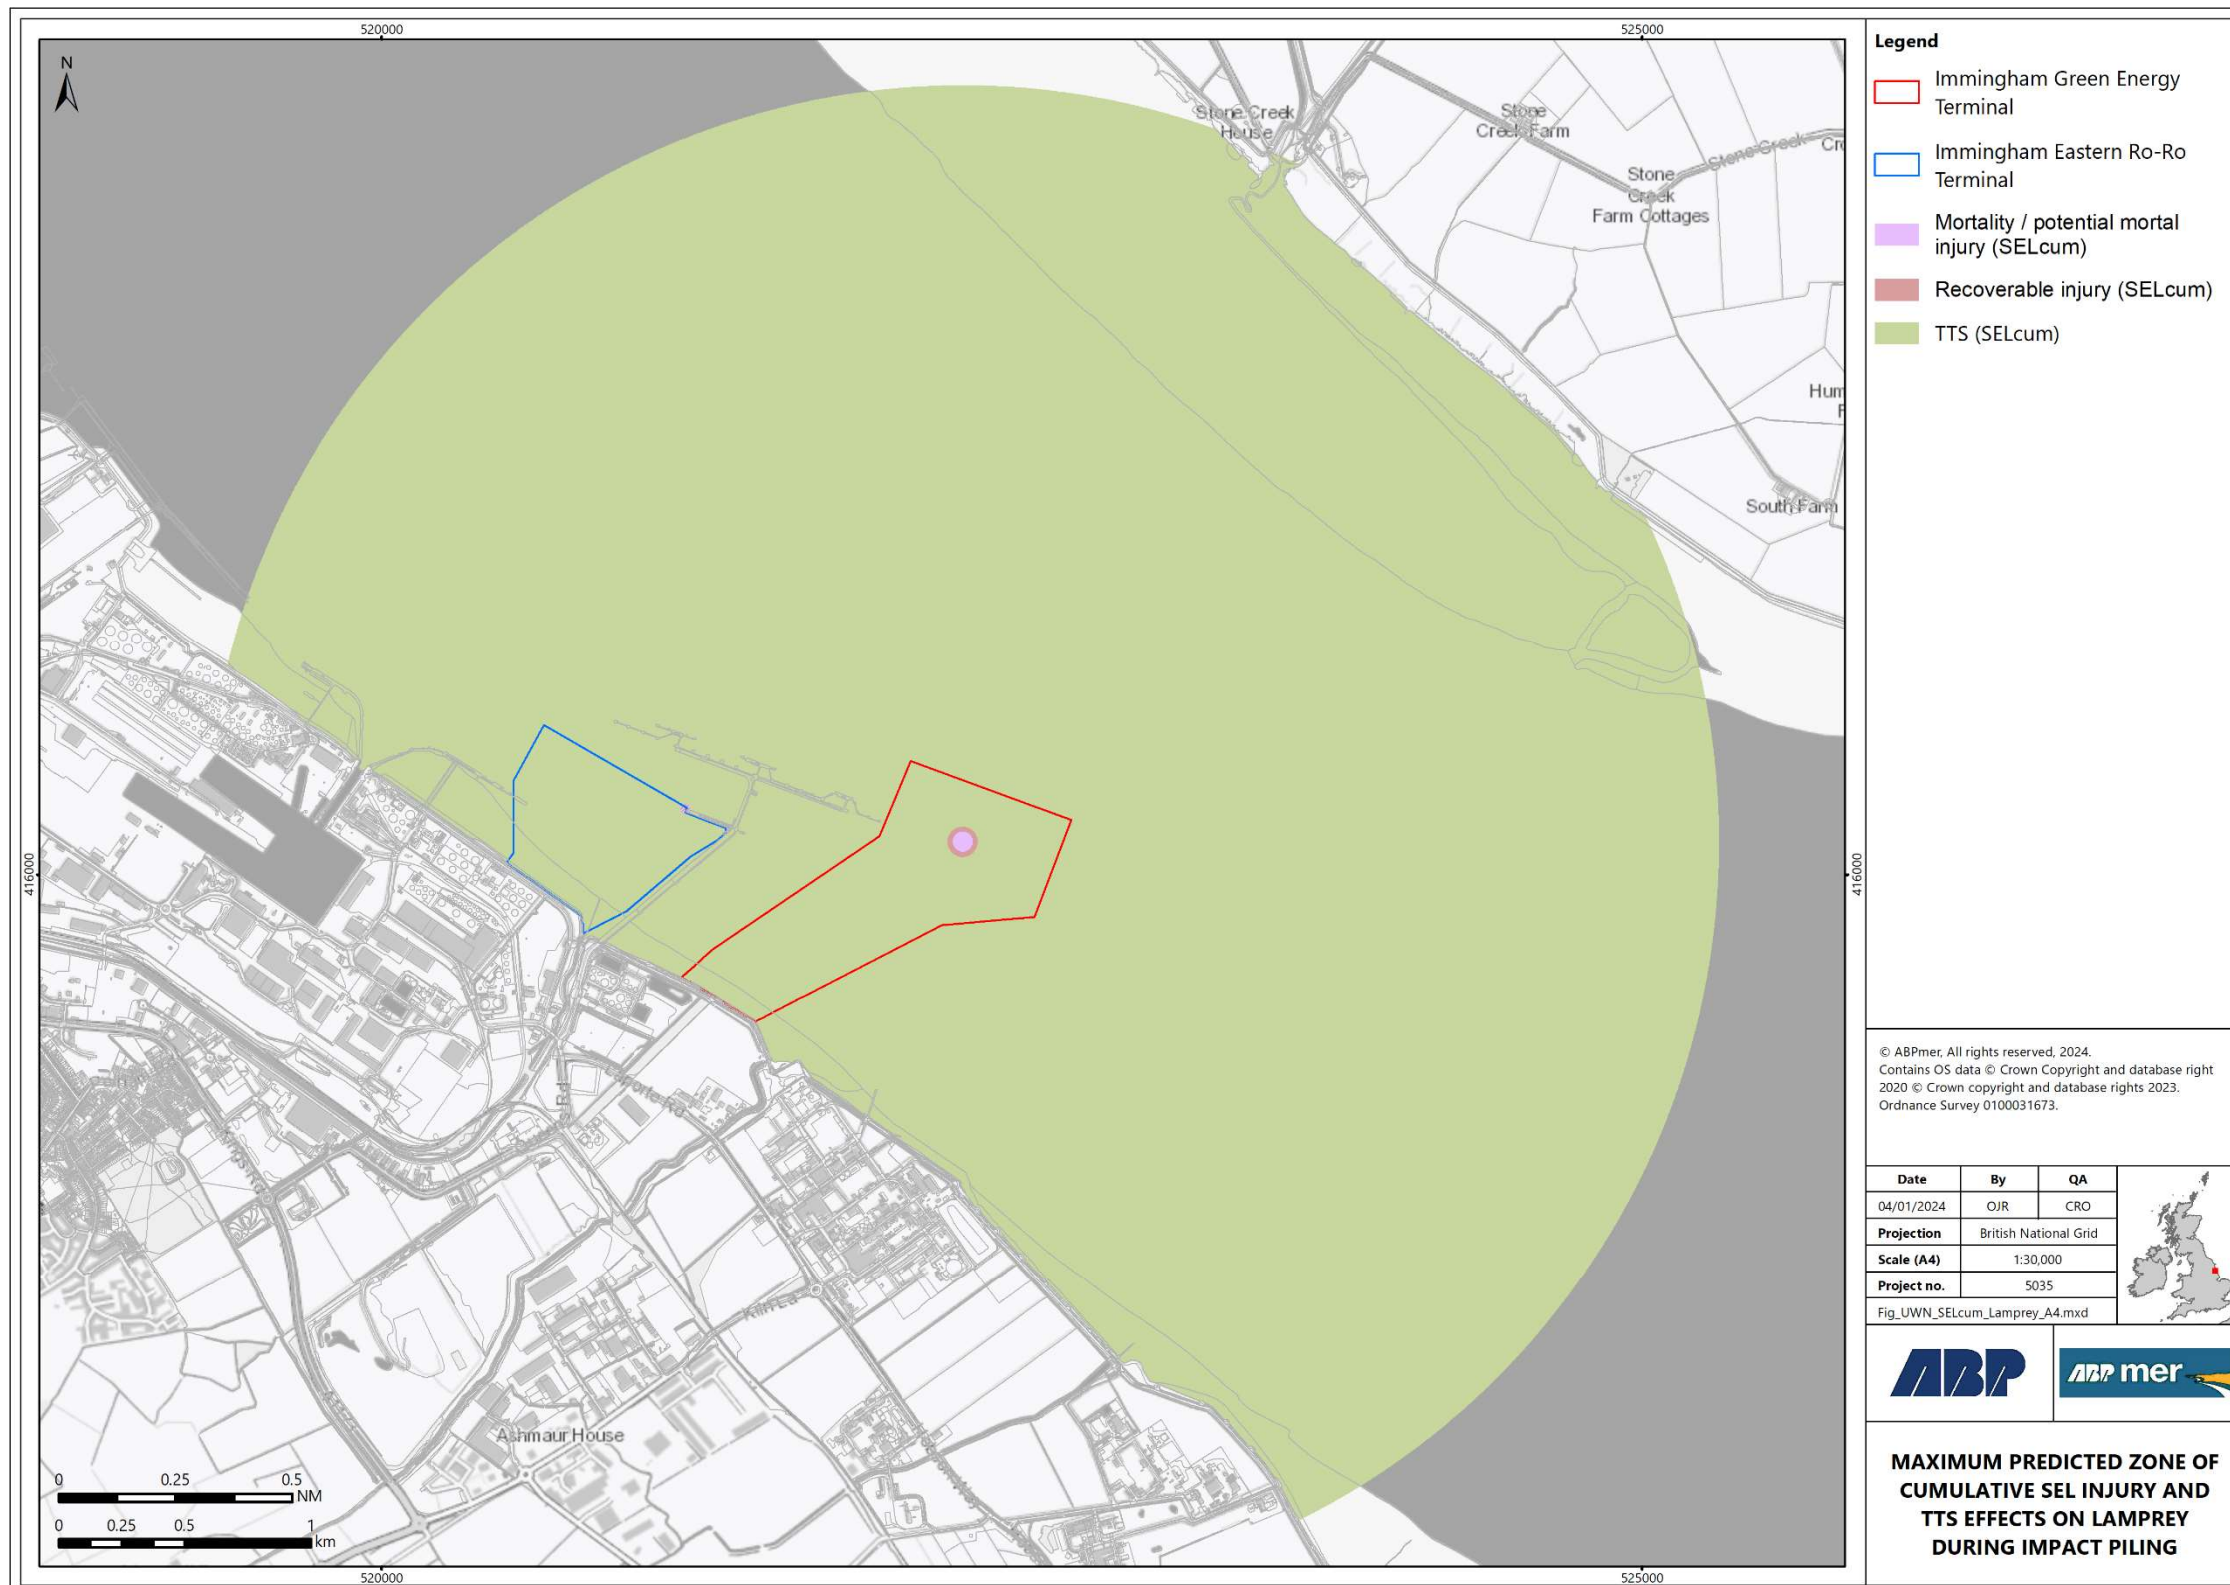 520000
525000
N
Stone Creek
House
Stone
Creek Farm
Stone Creek
Stone
Creek
Farm Cottages
South Farm
416000
416000
Laporte Rd
Kings Rd
Kiln La
Ashmaur House
0 0.25 0.5
NM
0 0.25 0.5 1
km
520000
525000
Legend
Immingham Green Energy
Terminal
Immingham Eastern Ro-Ro
Terminal
Mortality / potential mortal
injury (SELcum)
Recoverable injury (SELcum)
TTS (SELcum)
© ABPmer, All rights reserved, 2024.
Contains OS data © Crown Copyright and database right
2020 © Crown copyright and database rights 2023.
Ordnance Survey 0100031673.
Date By QA
04/01/2024 OJR CRO
Projection British National Grid
Scale (A4) 1:30,000
Project no. 5035
Fig_UWN_SELcum_Lamprey_A4.mxd
ABP
ABP mer
MAXIMUM PREDICTED ZONE OF
CUMULATIVE SEL INJURY AND
TTS EFFECTS ON LAMPREY
DURING IMPACT PILING